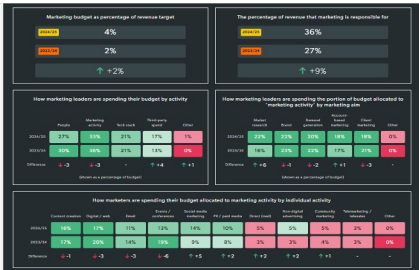 Marketing budget as percentage of revenue target
2024/25 4%
2023/24 2%
↑ +2%
The percentage of revenue that marketing is responsible for
2024/25 36%
2023/24 27%
↑ +9%
How marketing leaders are spending their budget by activity
People Marketing activity Tech stack Third-party spend Other
2024/25 27% 33% 21% 17% 1%
2023/24 30% 36% 21% 13% 0%
Difference ↓ -3 ↓ -3 - ↑ +4 ↑ +1
(shown as a percentage of budget)
How marketing leaders are spending the portion of budget allocated to
'marketing activity' by marketing aim
Market research Brand Demand generation Account-based marketing Client marketing Other
2024/25 22% 22% 20% 18% 18% 0%
2023/24 16% 23% 22% 17% 21% 0%
Difference ↑ +6 ↓ -1 ↓ -2 ↑ +1 ↓ -3 -
(shown as a percentage of budget)
How marketers are spending their budget allocated to marketing activity by individual activity
Content creation Digital / web Email Events / conferences Social media marketing PR / paid media Direct (mail) Non-digital advertising Community marketing Telemarketing / telesales Other
2024/25 16% 17% 11% 13% 14% 10% 5% 5% 5% 2% 0%
2023/24 17% 20% 14% 19% 9% 8% 3% 3% 4% 2% 0%
Difference ↓ -1 ↓ -3 ↓ -3 ↓ -6 ↑ +5 ↑ +2 ↑ +2 ↑ +2 ↑ +1 - -